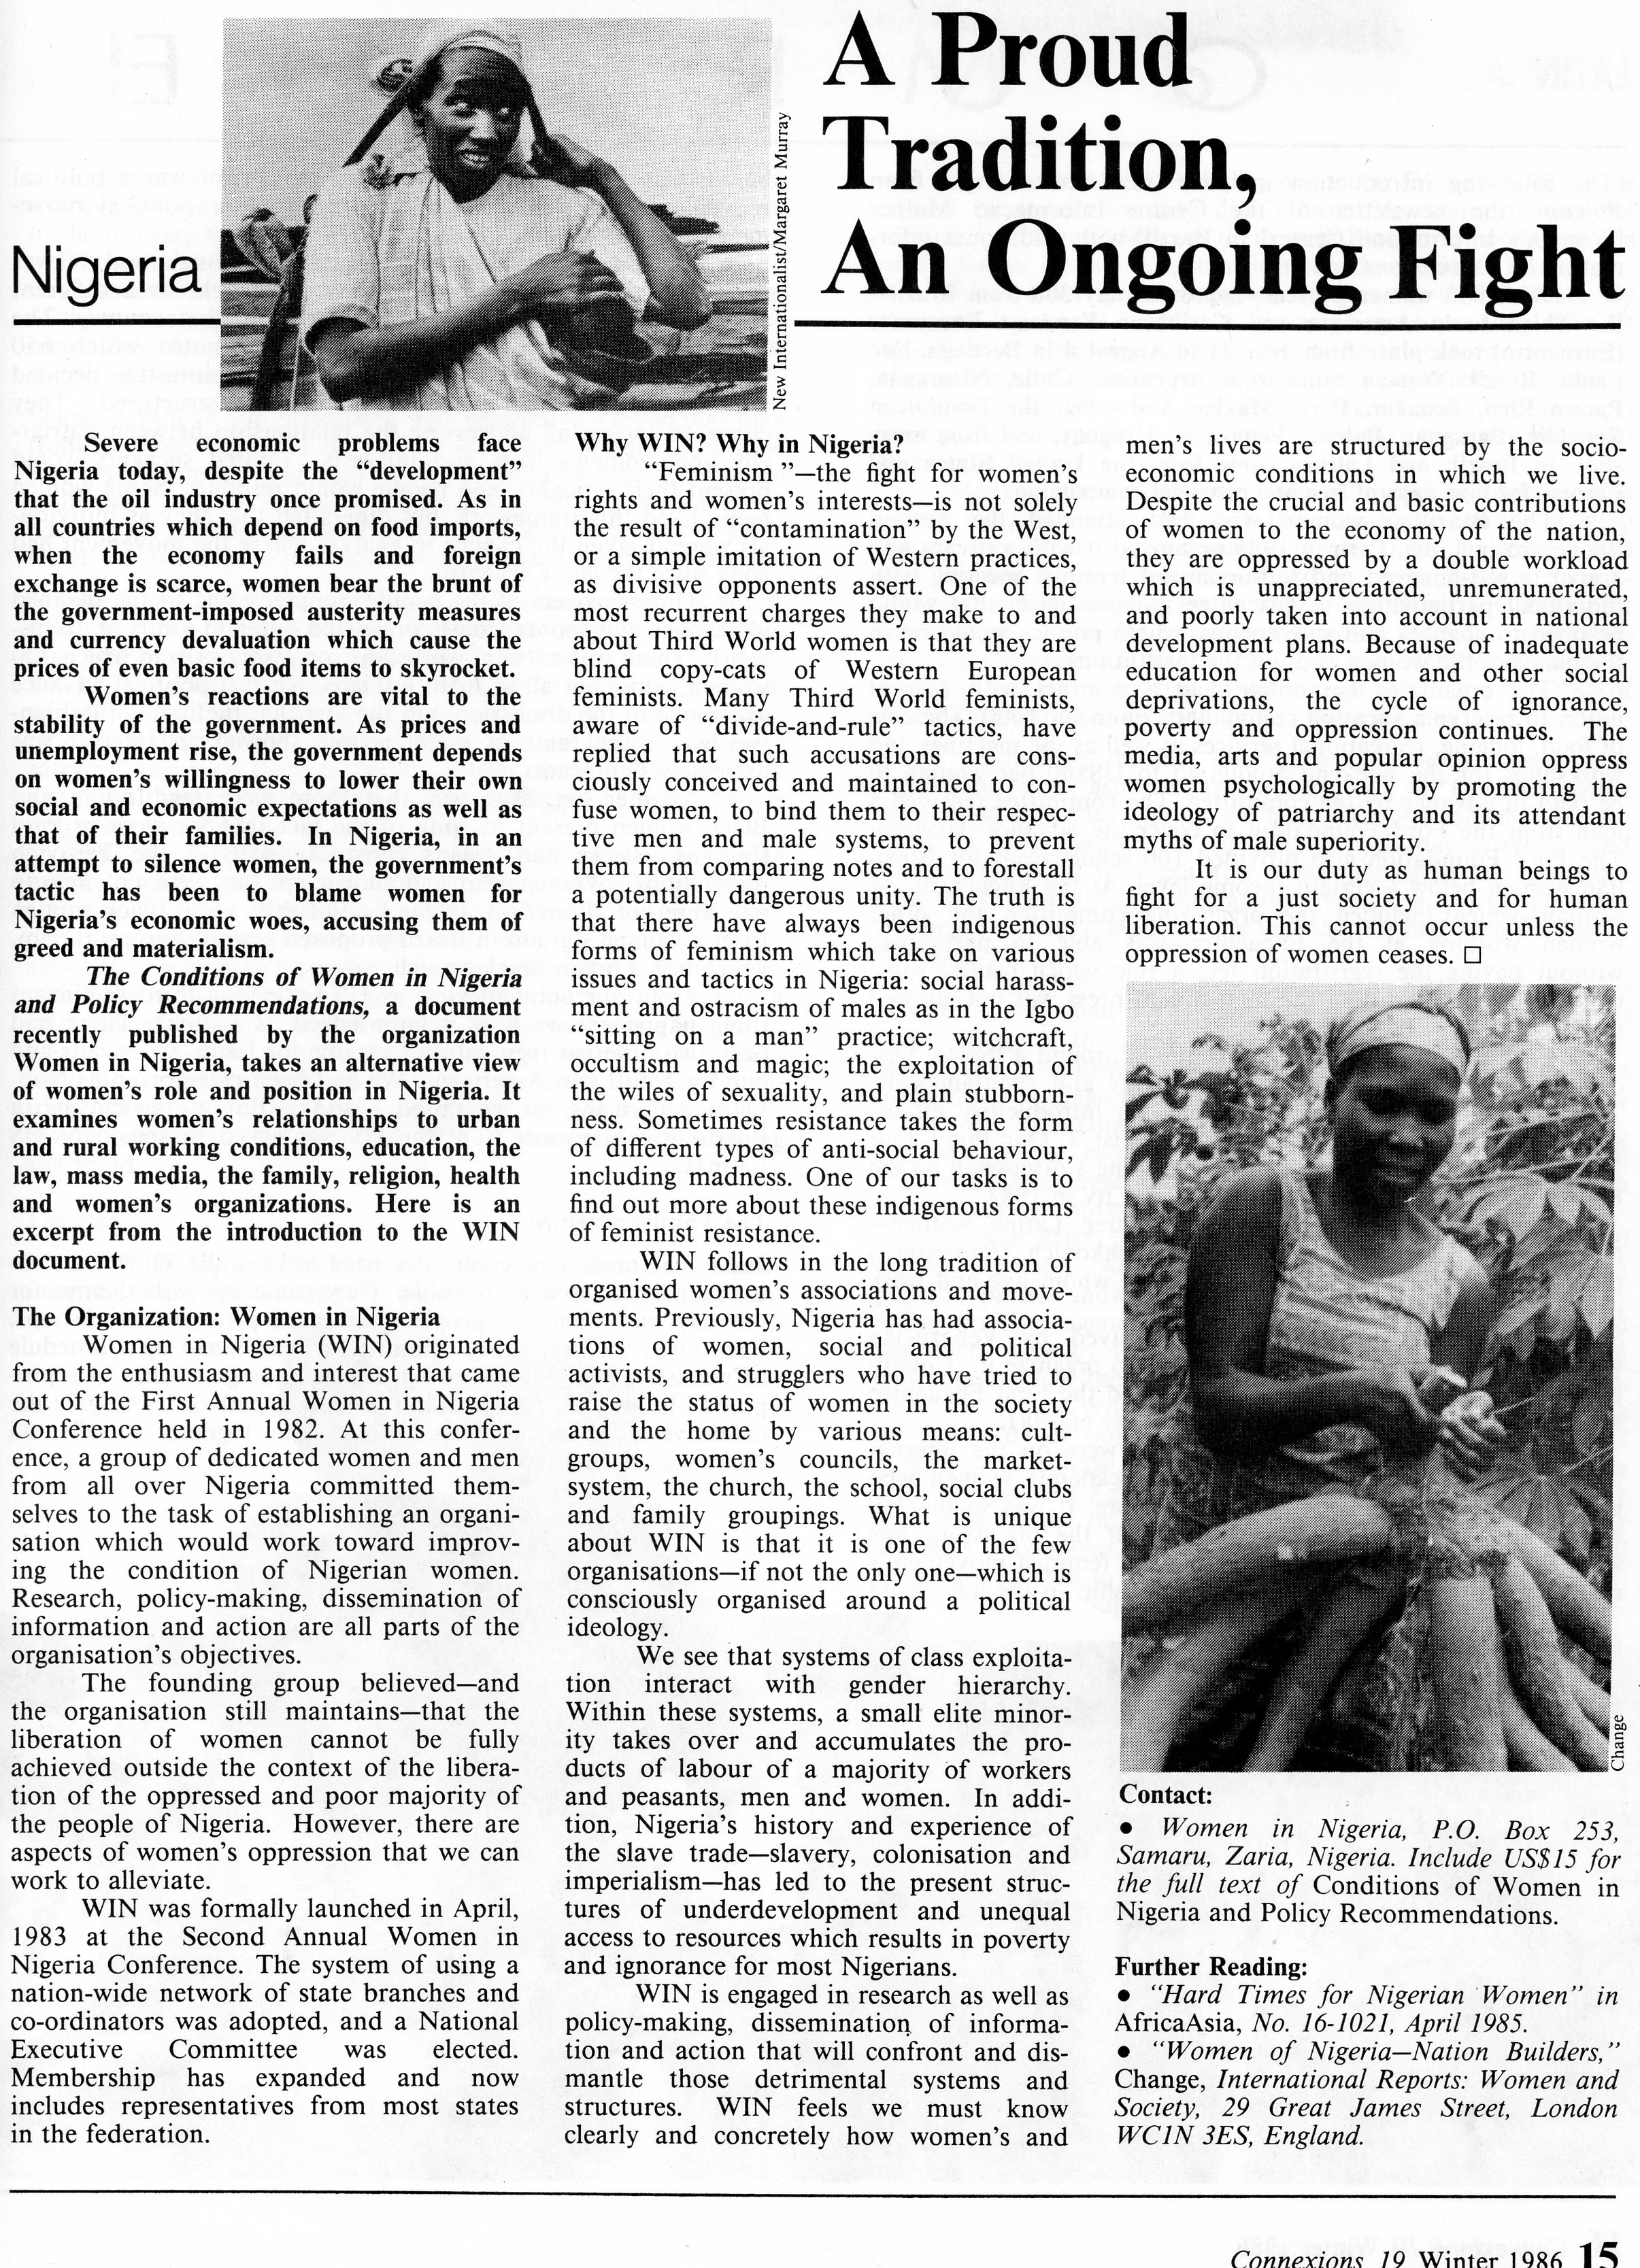 A Proud
Tradition,
An Ongoing Fight
Nigeria
New Internationalist/Margaret Murray
Severe economic problems face
Nigeria today, despite the “development”
that the oil industry once promised. As in
all countries which depend on food imports,
when the economy fails and foreign
exchange is scarce, women bear the brunt of
the government-imposed austerity measures
and currency devaluation which cause the
prices of even basic food items to skyrocket.
Women’s reactions are vital to the
stability of the government. As prices and
unemployment rise, the government depends
on women’s willingness to lower their own
social and economic expectations as well as
that of their families. In Nigeria, in an
attempt to silence women, the government’s
tactic has been to blame women for
Nigeria’s economic woes, accusing them of
greed and materialism.
The Conditions of Women in Nigeria
and Policy Recommendations, a document
recently published by the organization
Women in Nigeria, takes an alternative view
of women’s role and position in Nigeria. It
examines women’s relationships to urban
and rural working conditions, education, the
law, mass media, the family, religion, health
and women’s organizations. Here is an
excerpt from the introduction to the WIN
document.
The Organization: Women in Nigeria
Women in Nigeria (WIN) originated
from the enthusiasm and interest that came
out of the First Annual Women in Nigeria
Conference held in 1982. At this confer-
ence, a group of dedicated women and men
from all over Nigeria committed them-
selves to the task of establishing an organi-
sation which would work toward improv-
ing the condition of Nigerian women.
Research, policy-making, dissemination of
information and action are all parts of the
organisation’s objectives.
The founding group believed—and
the organisation still maintains—that the
liberation of women cannot be fully
achieved outside the context of the libera-
tion of the oppressed and poor majority of
the people of Nigeria. However, there are
aspects of women’s oppression that we can
work to alleviate.
WIN was formally launched in April,
1983 at the Second Annual Women in
Nigeria Conference. The system of using a
nation-wide network of state branches and
co-ordinators was adopted, and a National
Executive Committee was elected.
Membership has expanded and now
includes representatives from most states
in the federation.
Why WIN? Why in Nigeria?
“Feminism ”—the fight for women’s
rights and women’s interests—is not solely
the result of “contamination” by the West,
or a simple imitation of Western practices,
as divisive opponents assert. One of the
most recurrent charges they make to and
about Third World women is that they are
blind copy-cats of Western European
feminists. Many Third World feminists,
aware of “divide-and-rule” tactics, have
replied that such accusations are cons-
ciously conceived and maintained to con-
fuse women, to bind them to their respec-
tive men and male systems, to prevent
them from comparing notes and to forestall
a potentially dangerous unity. The truth is
that there have always been indigenous
forms of feminism which take on various
issues and tactics in Nigeria: social harass-
ment and ostracism of males as in the Igbo
“sitting on a man” practice; witchcraft,
occultism and magic; the exploitation of
the wiles of sexuality, and plain stubborn-
ness. Sometimes resistance takes the form
of different types of anti-social behaviour,
including madness. One of our tasks is to
find out more about these indigenous forms
of feminist resistance.
WIN follows in the long tradition of
organised women’s associations and move-
ments. Previously, Nigeria has had associa-
tions of women, social and political
activists, and strugglers who have tried to
raise the status of women in the society
and the home by various means: cult-
groups, women’s councils, the market-
system, the church, the school, social clubs
and family groupings. What is unique
about WIN is that it is one of the few
organisations—if not the only one—which is
consciously organised around a political
ideology.
We see that systems of class exploita-
tion interact with gender hierarchy.
Within these systems, a small elite minor-
ity takes over and accumulates the pro-
ducts of labour of a majority of workers
and peasants, men and women. In addi-
tion, Nigeria’s history and experience of
the slave trade—slavery, colonisation and
imperialism—has led to the present struc-
tures of underdevelopment and unequal
access to resources which results in poverty
and ignorance for most Nigerians.
WIN is engaged in research as well as
policy-making, dissemination of informa-
tion and action that will confront and dis-
mantle those detrimental systems and
structures. WIN feels we must know
clearly and concretely how women’s and
men’s lives are structured by the socio-
economic conditions in which we live.
Despite the crucial and basic contributions
of women to the economy of the nation,
they are oppressed by a double workload
which is unappreciated, unremunerated,
and poorly taken into account in national
development plans. Because of inadequate
education for women and other social
deprivations, the cycle of ignorance,
poverty and oppression continues. The
media, arts and popular opinion oppress
women psychologically by promoting the
ideology of patriarchy and its attendant
myths of male superiority.
It is our duty as human beings to
fight for a just society and for human
liberation. This cannot occur unless the
oppression of women ceases. □
Change
Contact:
● Women in Nigeria, P.O. Box 253,
Samaru, Zaria, Nigeria. Include US$15 for
the full text of Conditions of Women in
Nigeria and Policy Recommendations.
Further Reading:
● “Hard Times for Nigerian Women” in
AfricaAsia, No. 16-1021, April 1985.
● “Women of Nigeria—Nation Builders,”
Change, International Reports: Women and
Society, 29 Great James Street, London
WC1N 3ES, England.
Connexions 19 Winter 1986 15